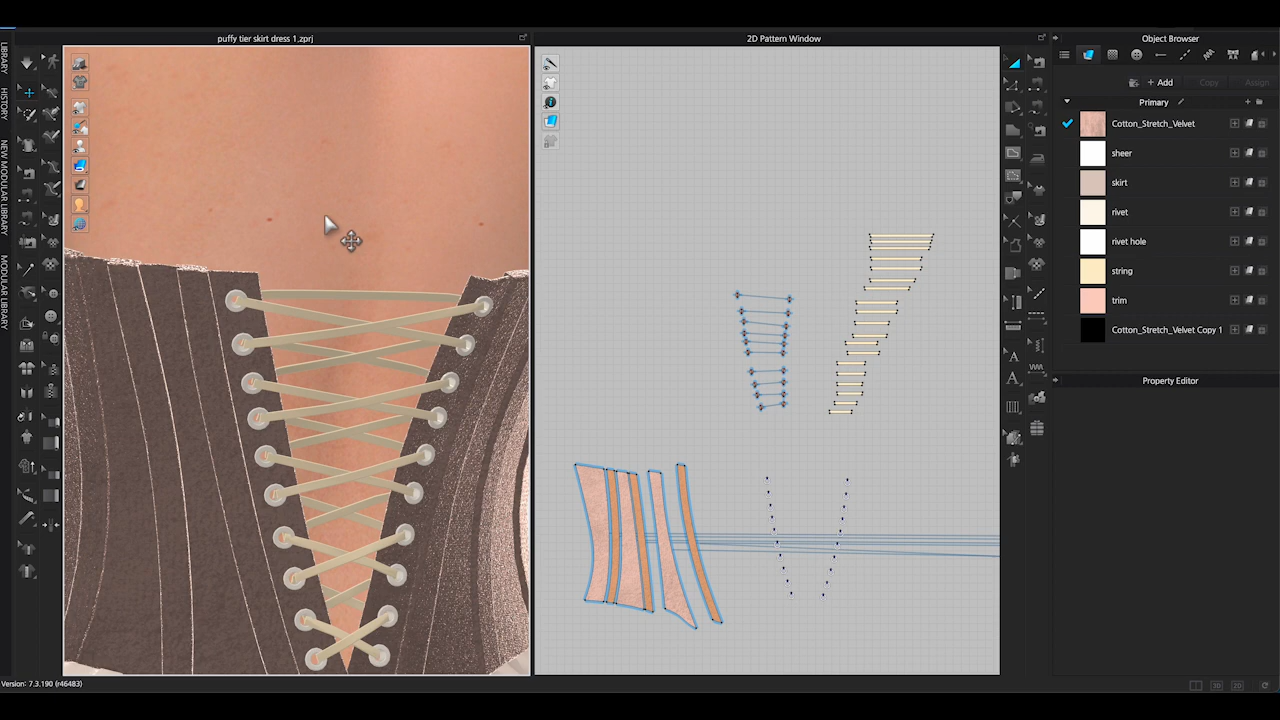 puffy tier skirt dress 1.zprj
2D Pattern Window
Object Browser
LIBRARY
HISTORY
NEW MODULAR LIBRARY
MODULAR LIBRARY
+ Add
Copy
Assign
Primary
Cotton_Stretch_Velvet
sheer
skirt
rivet
rivet hole
string
trim
Cotton_Stretch_Velvet Copy 1
Property Editor
Version: 7.3.190 (r46483)
3D
2D